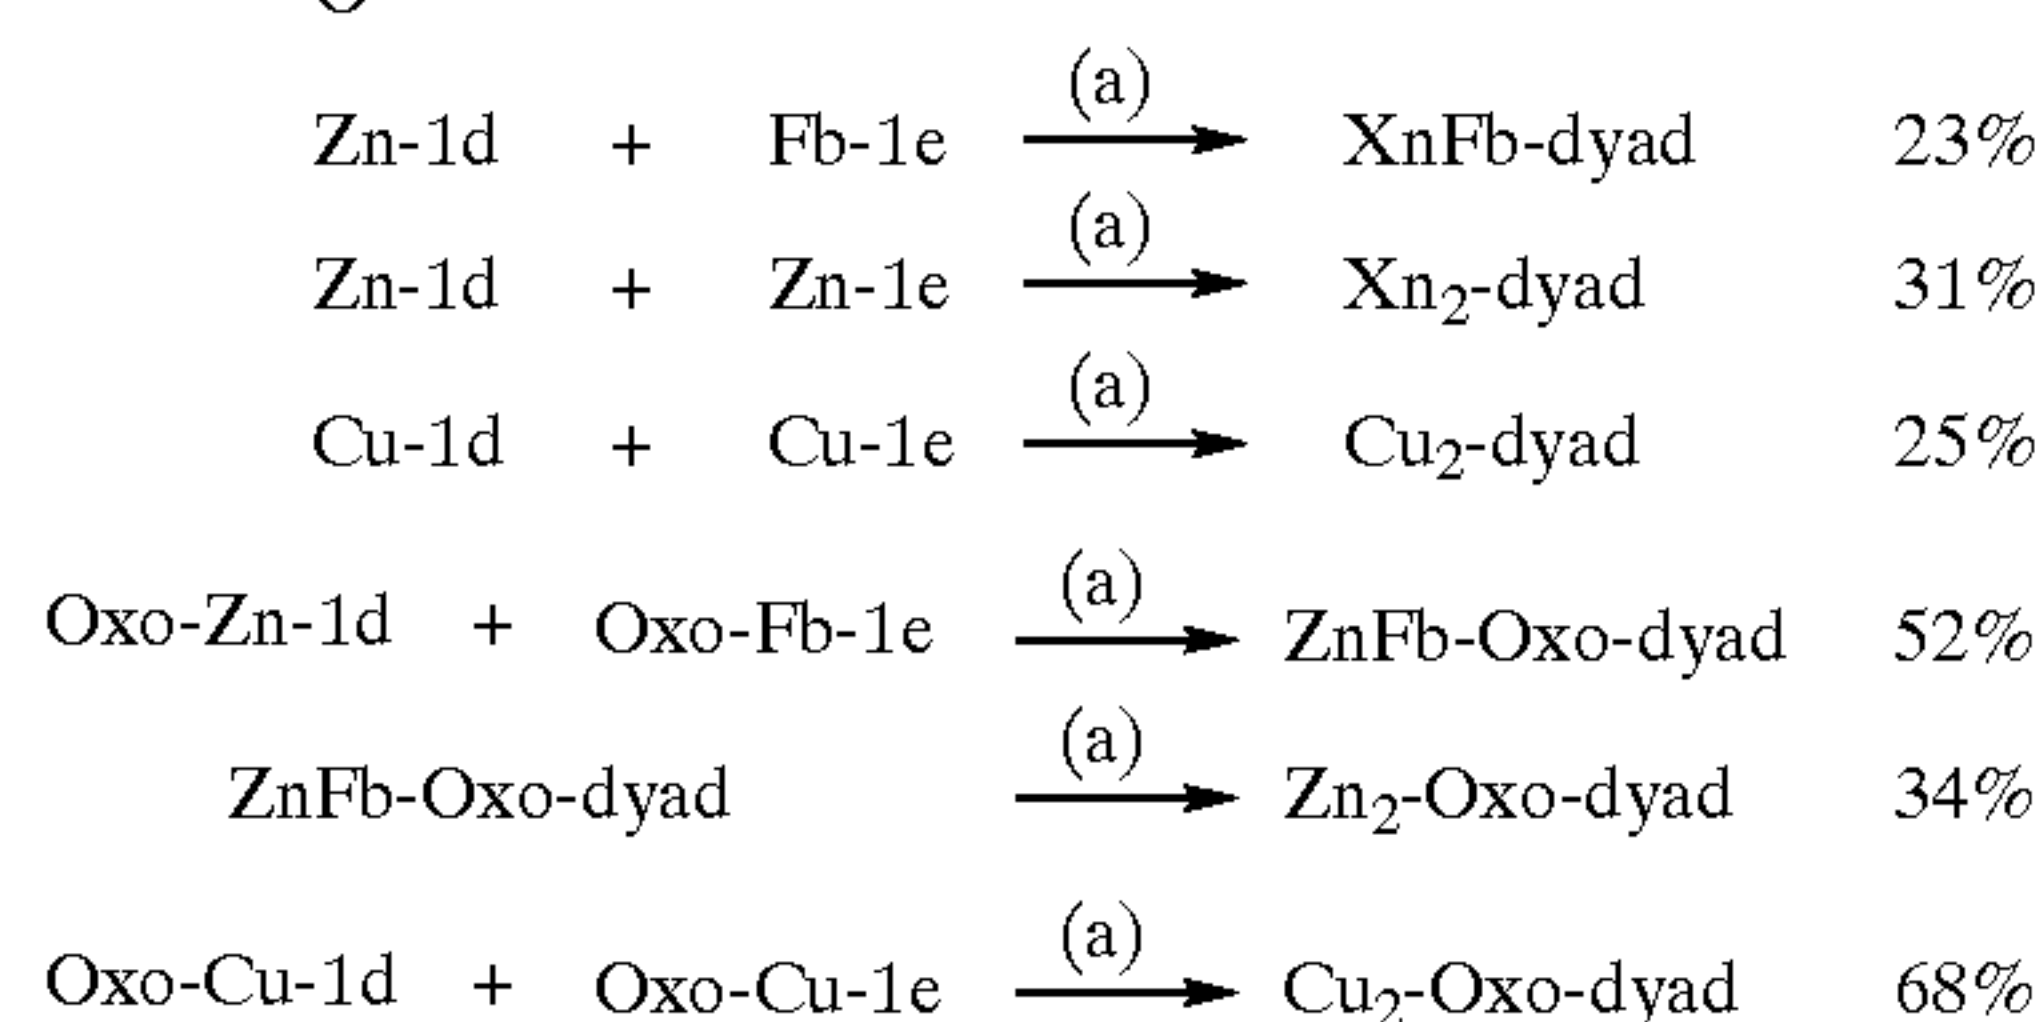 (a)
Zn-1d + Fb-1e XnFb-dyad 23%
(a)
Zn-1d + Zn-1e Xn₂-dyad 31%
(a)
Cu-1d + Cu-1e Cu₂-dyad 25%
(a)
Oxo-Zn-1d + Oxo-Fb-1e ZnFb-Oxo-dyad 52%
(a)
ZnFb-Oxo-dyad Zn₂-Oxo-dyad 34%
(a)
Oxo-Cu-1d + Oxo-Cu-1e Cu₂-Oxo-dyad 68%